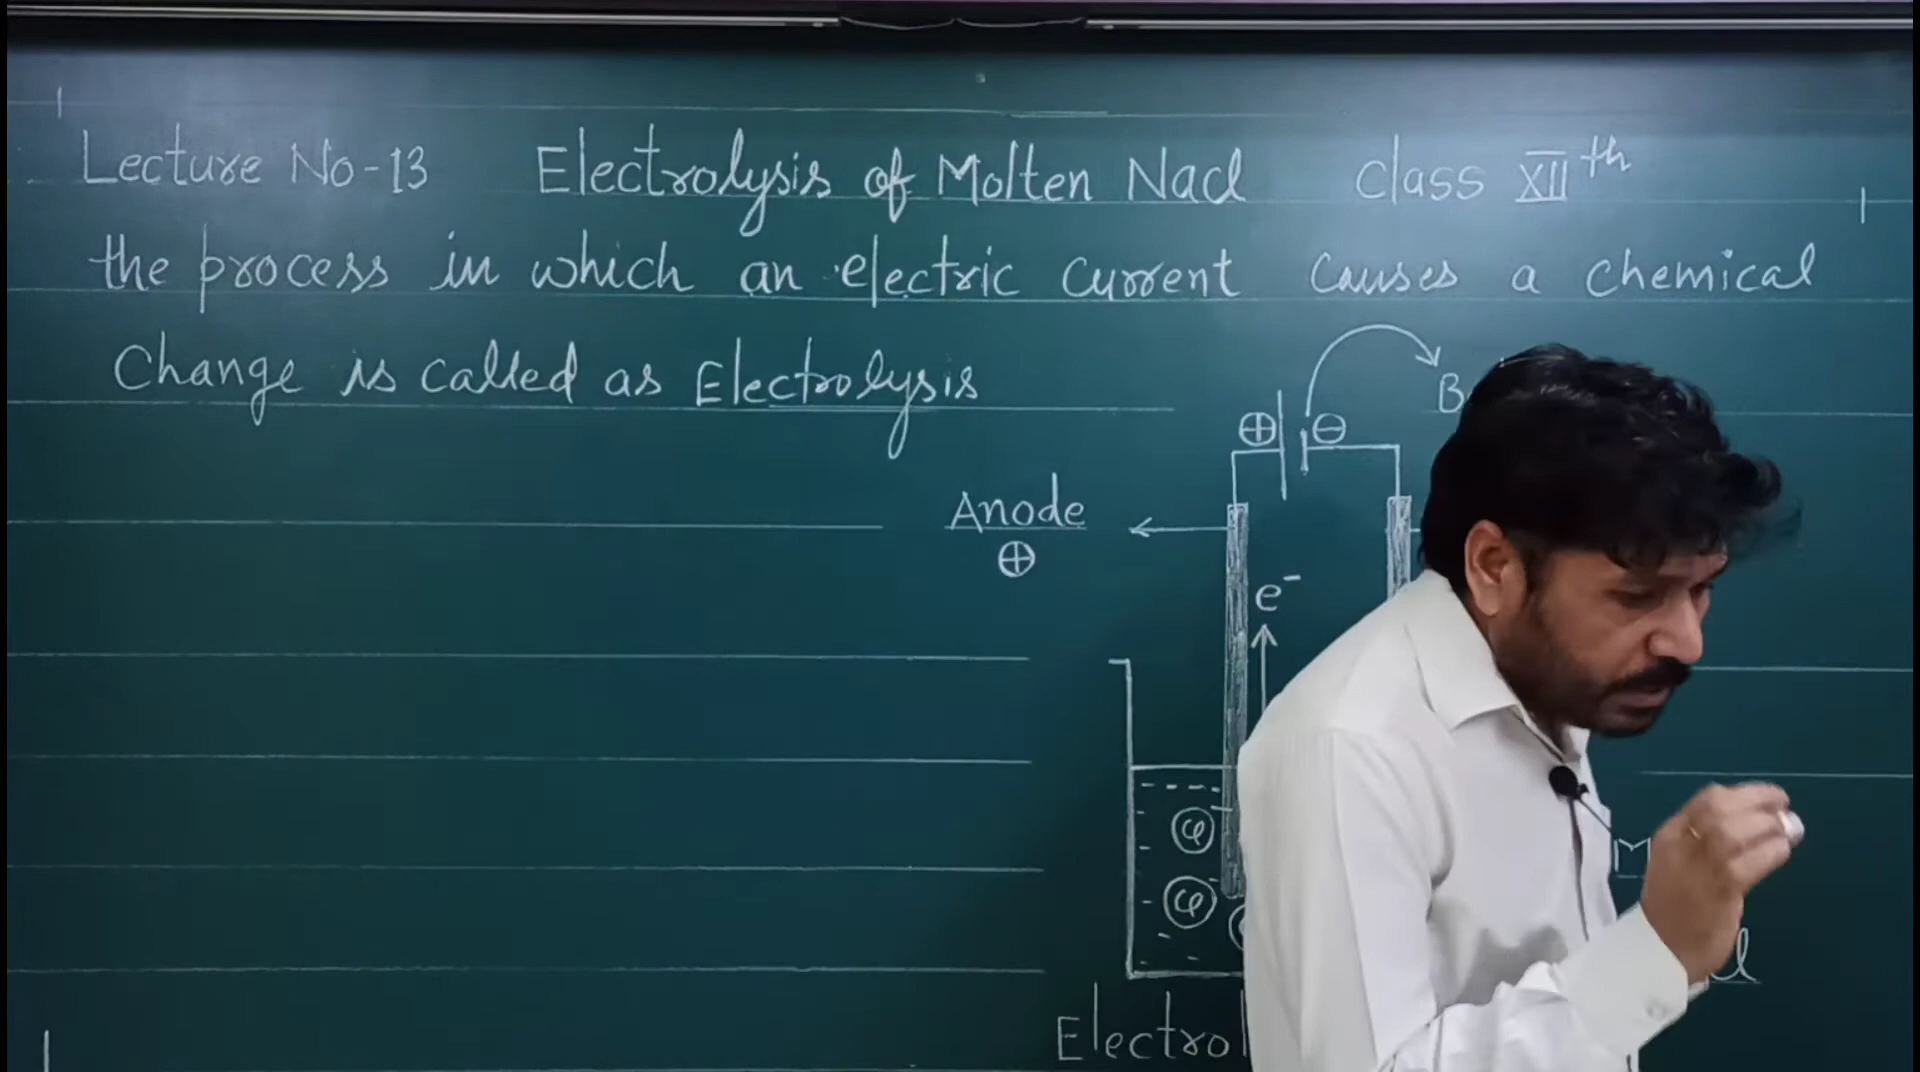 Lecture No-13 Electrolysis of Molten Nacl class XII th
the process in which an electric current causes a chemical
Change is called as Electrolysis
⊕ ⊖
Anode
⊕
e⁻